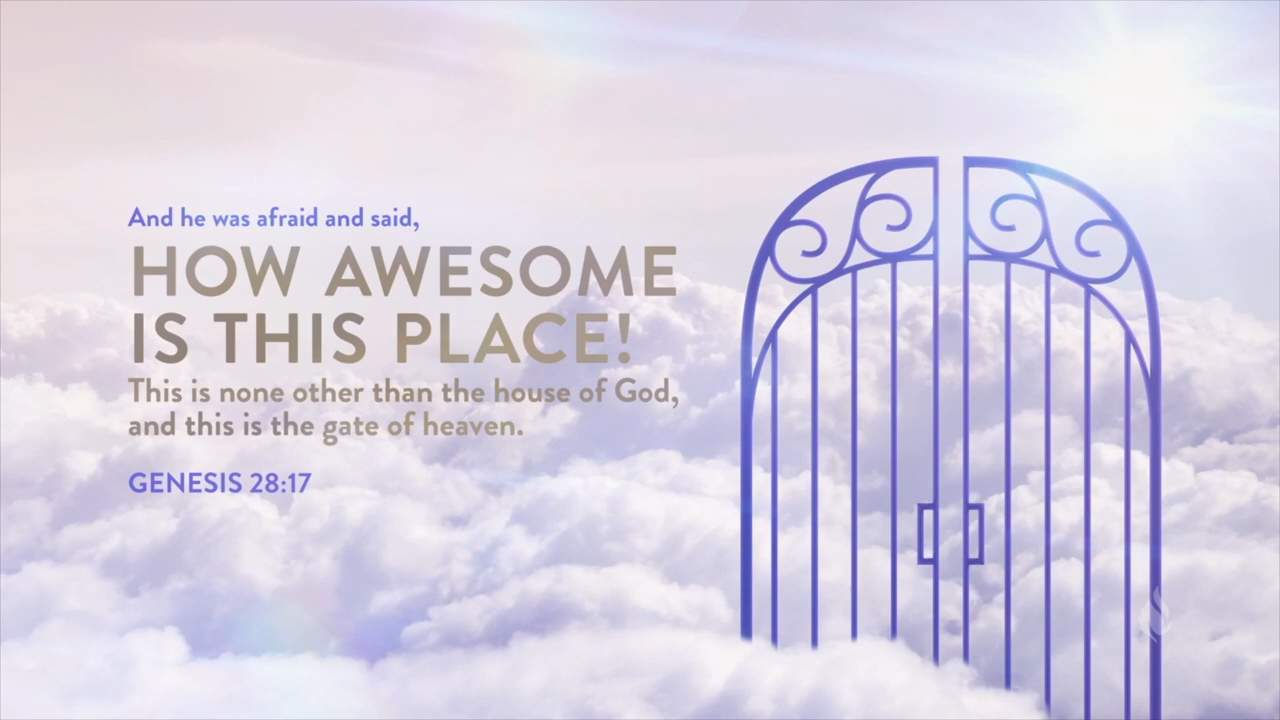 And he was afraid and said,
HOW AWESOME
IS THIS PLACE!
This is none other than the house of God,
and this is the gate of heaven.
GENESIS 28:17